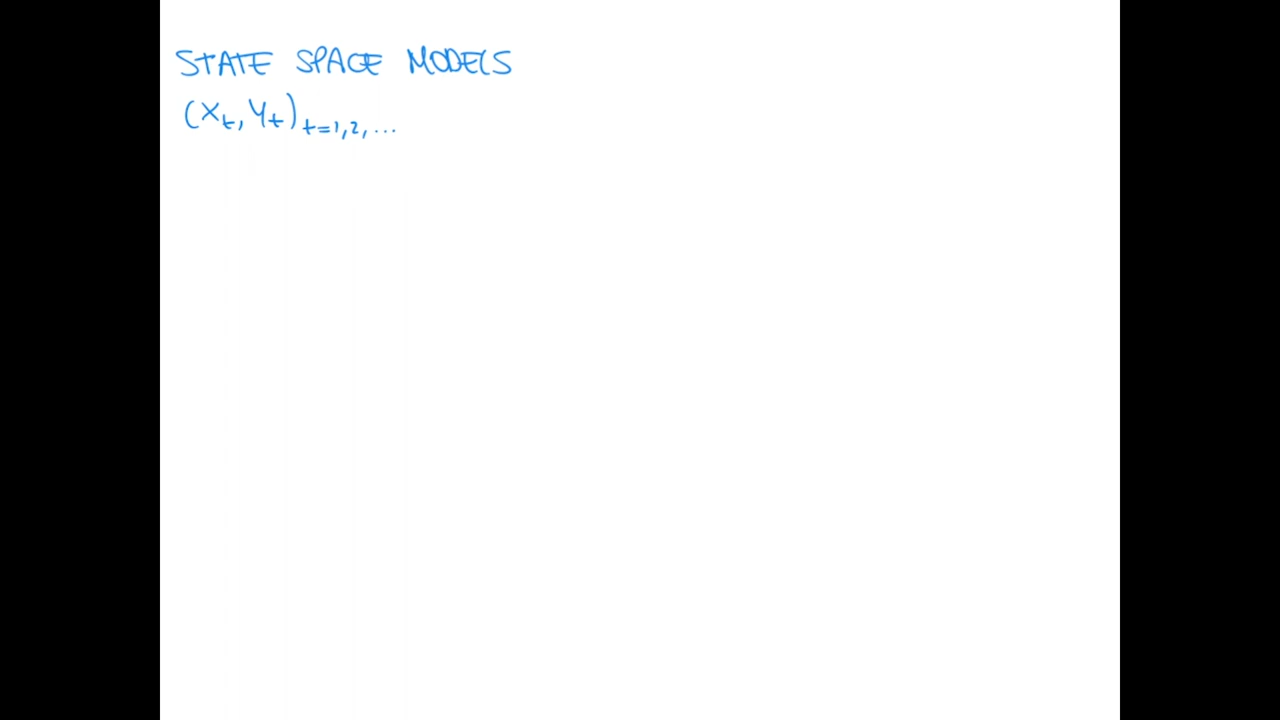 STATE SPACE MODELS
(X_t, Y_t)_{t=1,2,...}